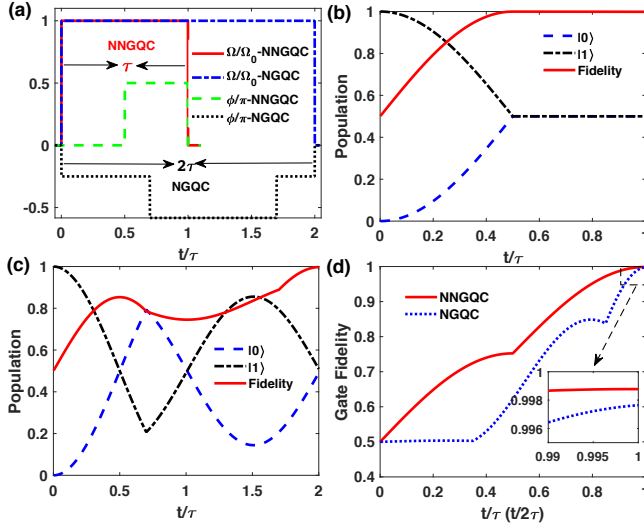 (a)
NNGQC
τ
Ω/Ω₀-NNGQC
Ω/Ω₀-NGQC
ϕ/π-NNGQC
ϕ/π-NGQC
2τ
NGQC
1
0.5
0
-0.5
0 0.5 1 1.5 2
t/τ
(b)
|0⟩
|1⟩
Fidelity
Population
1
0.8
0.6
0.4
0.2
0
0 0.2 0.4 0.6 0.8
t/τ
(c)
|0⟩
|1⟩
Fidelity
Population
1
0.8
0.6
0.4
0.2
0
0 0.5 1 1.5 2
t/τ
(d)
NNGQC
NGQC
Gate Fidelity
1
0.9
0.8
0.7
0.6
0.5
0.4
0 0.2 0.4 0.6 0.8
t/τ (t/2τ)
1
0.998
0.996
0.99 0.995 1